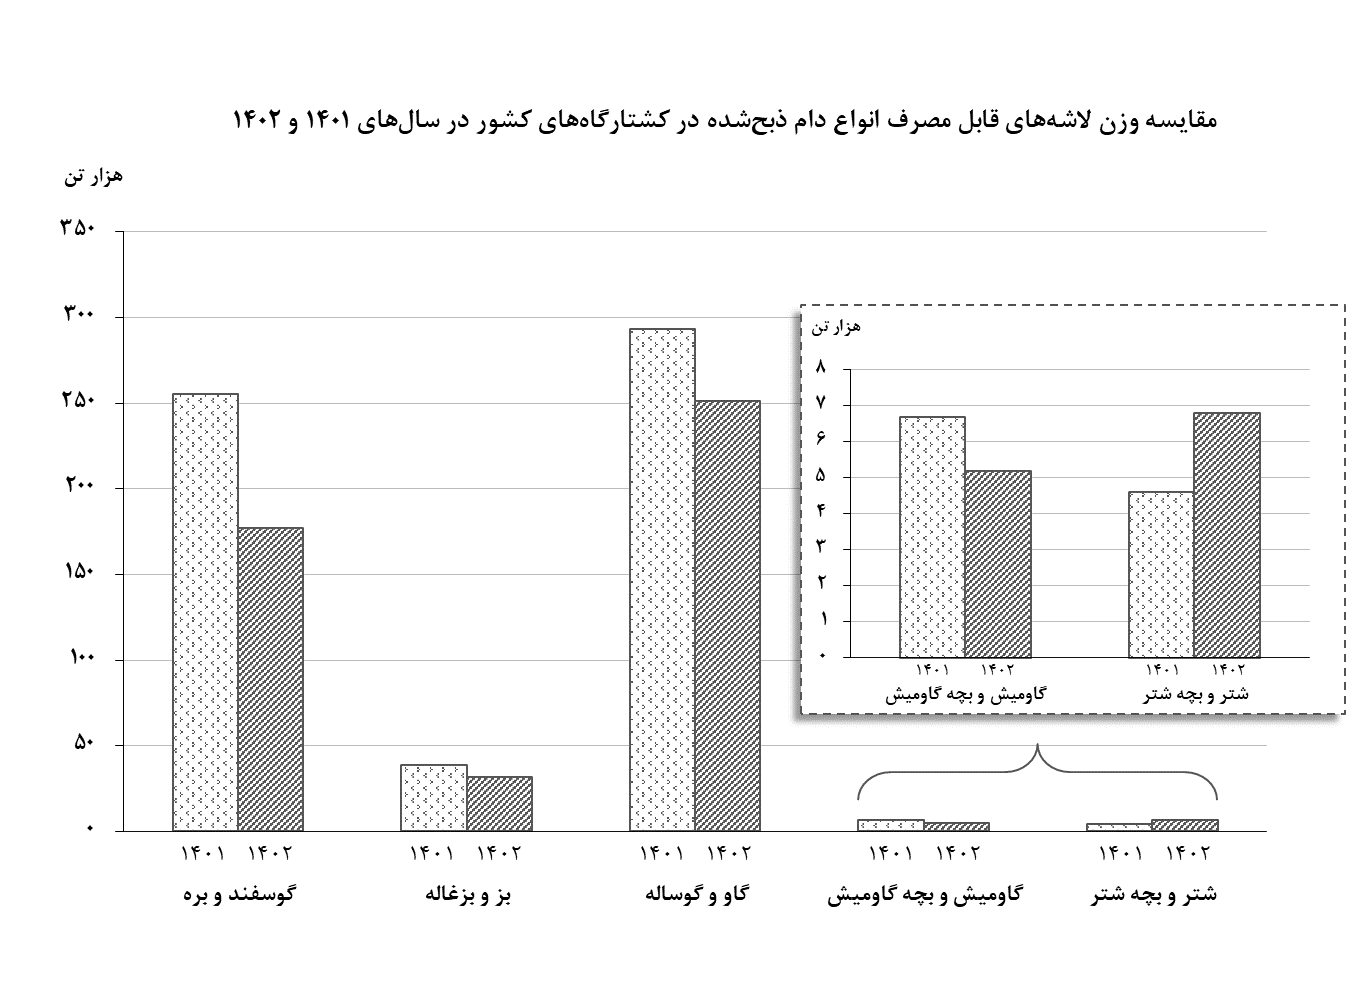 مقایسه وزن لاشه‌های قابل مصرف انواع دام ذبح‌شده در کشتارگاه‌های کشور در سال‌های ۱۴۰۱ و ۱۴۰۲
هزار تن
۳۵۰
۳۰۰
۲۵۰
۲۰۰
۱۵۰
۱۰۰
۵۰
۰
۱۴۰۱ ۱۴۰۲
گوسفند و بره
۱۴۰۱ ۱۴۰۲
بز و بزغاله
۱۴۰۱ ۱۴۰۲
گاو و گوساله
۱۴۰۱ ۱۴۰۲
گاومیش و بچه گاومیش
۱۴۰۱ ۱۴۰۲
شتر و بچه شتر
هزار تن
۸
۷
۶
۵
۴
۳
۲
۱
۰
۱۴۰۱ ۱۴۰۲
گاومیش و بچه گاومیش
۱۴۰۱ ۱۴۰۲
شتر و بچه شتر